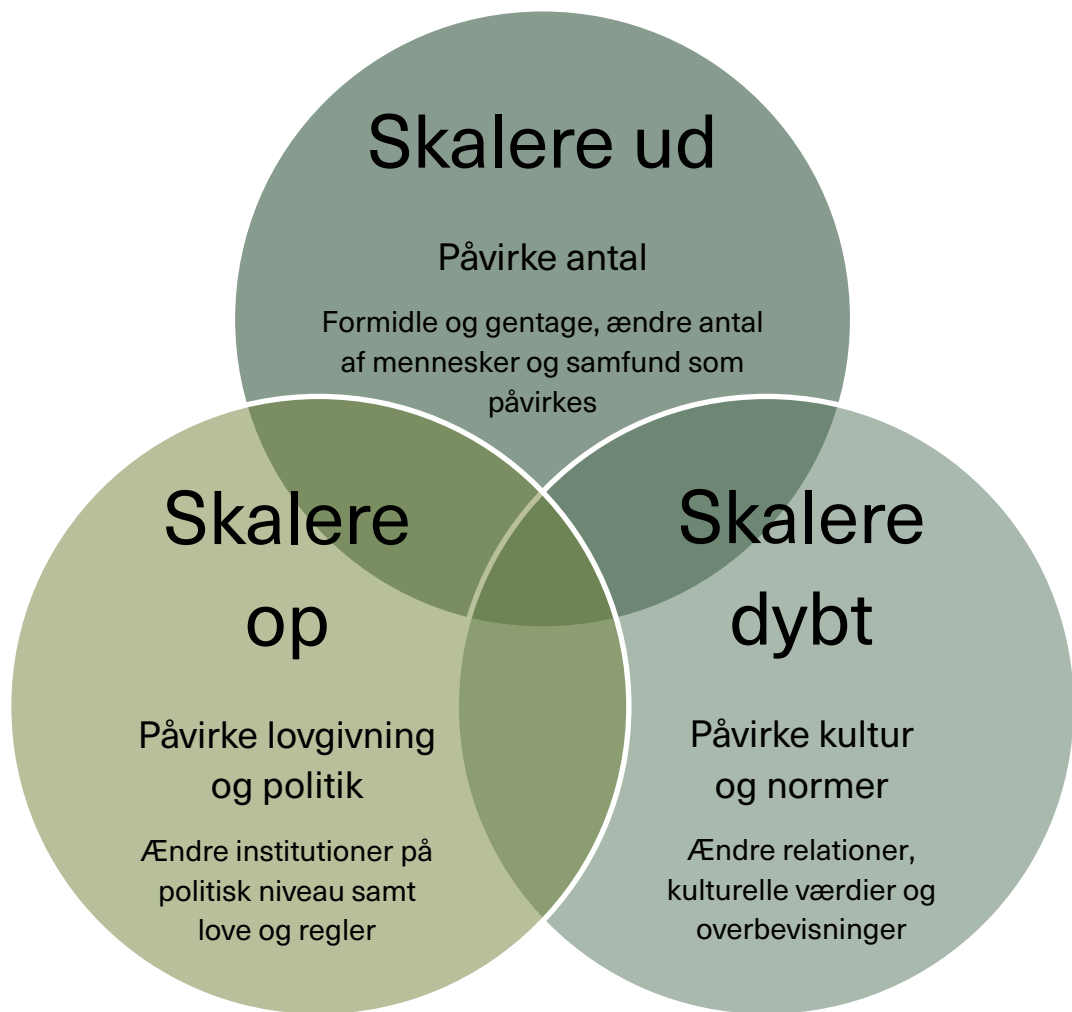 Skalere ud
Påvirke antal
Formidle og gentage, ændre antal
af mennesker og samfund som
påvirkes
Skalere
op
Påvirke lovgivning
og politik
Ændre institutioner på
politisk niveau samt
love og regler
Skalere
dybt
Påvirke kultur
og normer
Ændre relationer,
kulturelle værdier og
overbevisninger